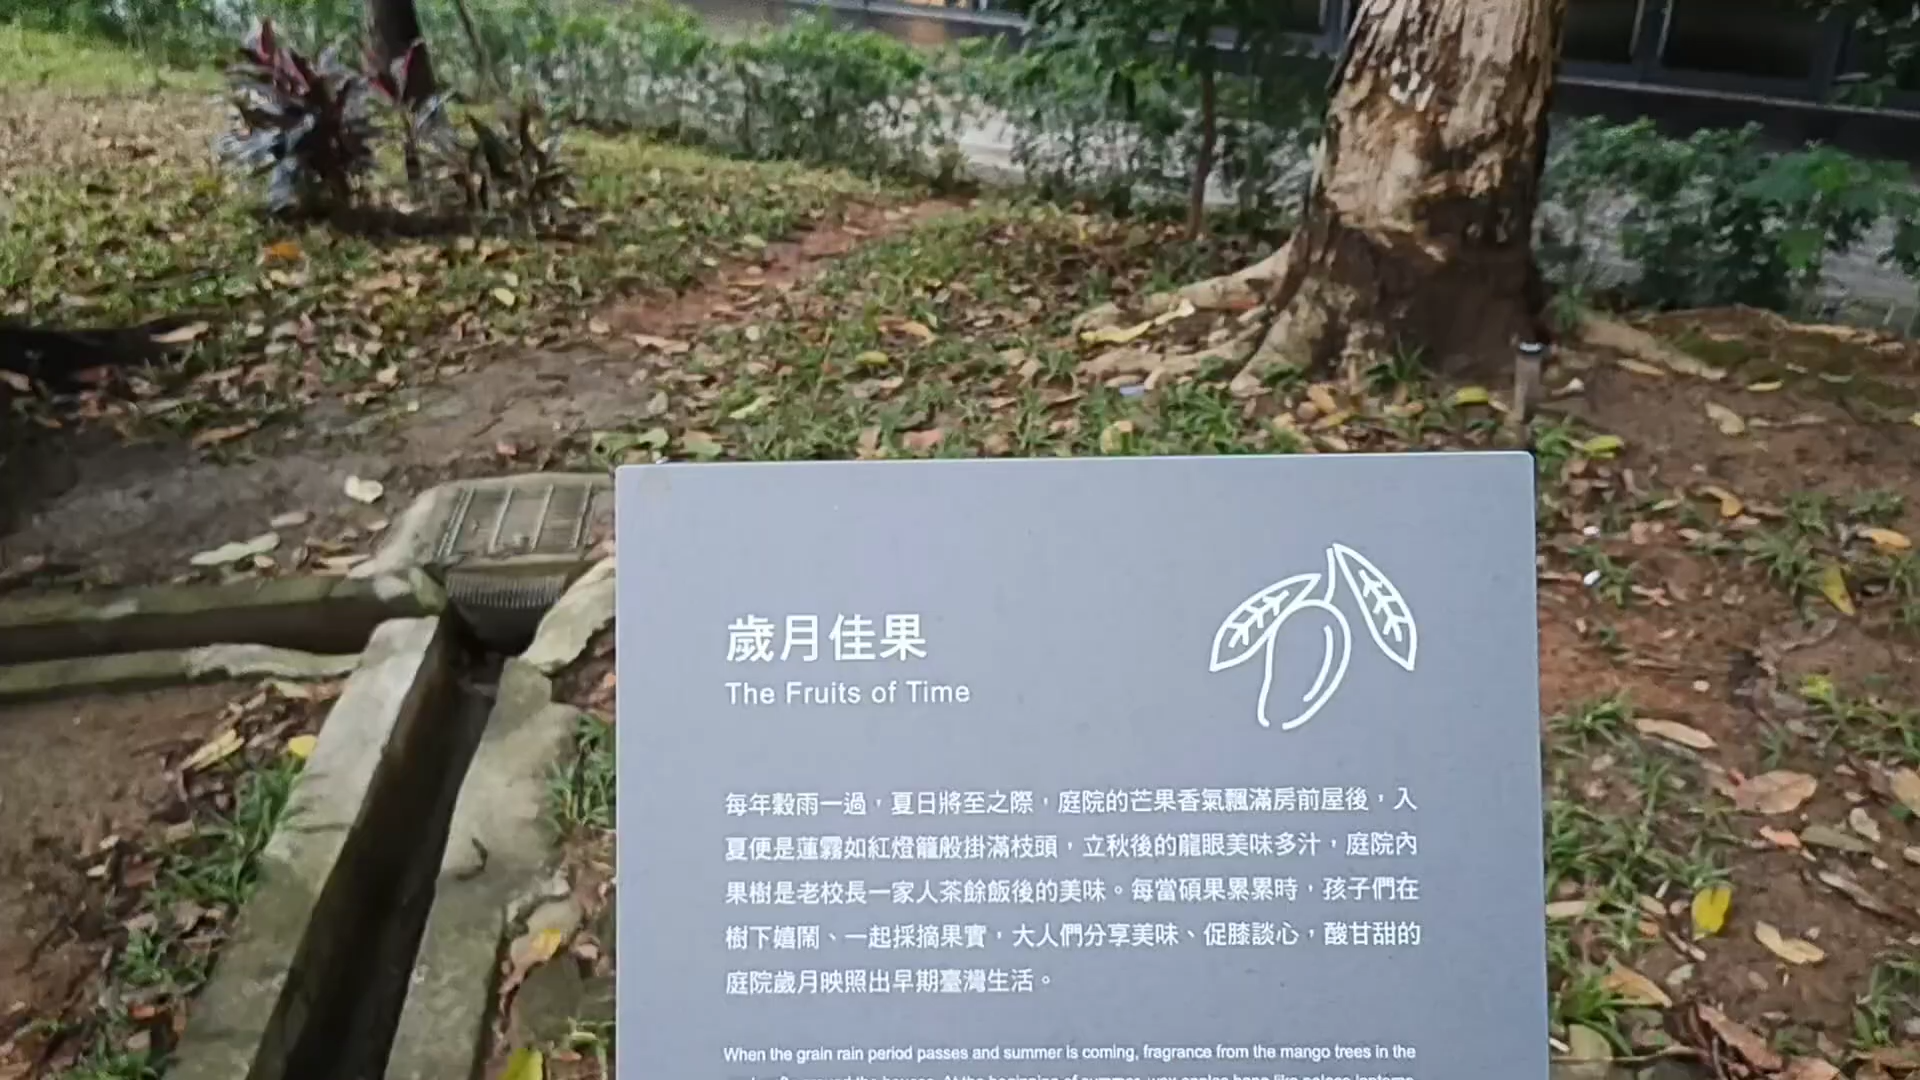 歲月佳果
The Fruits of Time
每年穀雨一過，夏日將至之際，庭院的芒果香氣飄滿房前屋後，入
夏便是蓮霧如紅燈籠般掛滿枝頭，立秋後的龍眼美味多汁，庭院內
果樹是老校長一家人茶餘飯後的美味。每當碩果累累時，孩子們在
樹下嬉鬧、一起採摘果實，大人們分享美味、促膝談心，酸甘甜的
庭院歲月映照出早期臺灣生活。
When the grain rain period passes and summer is coming, fragrance from the mango trees in the